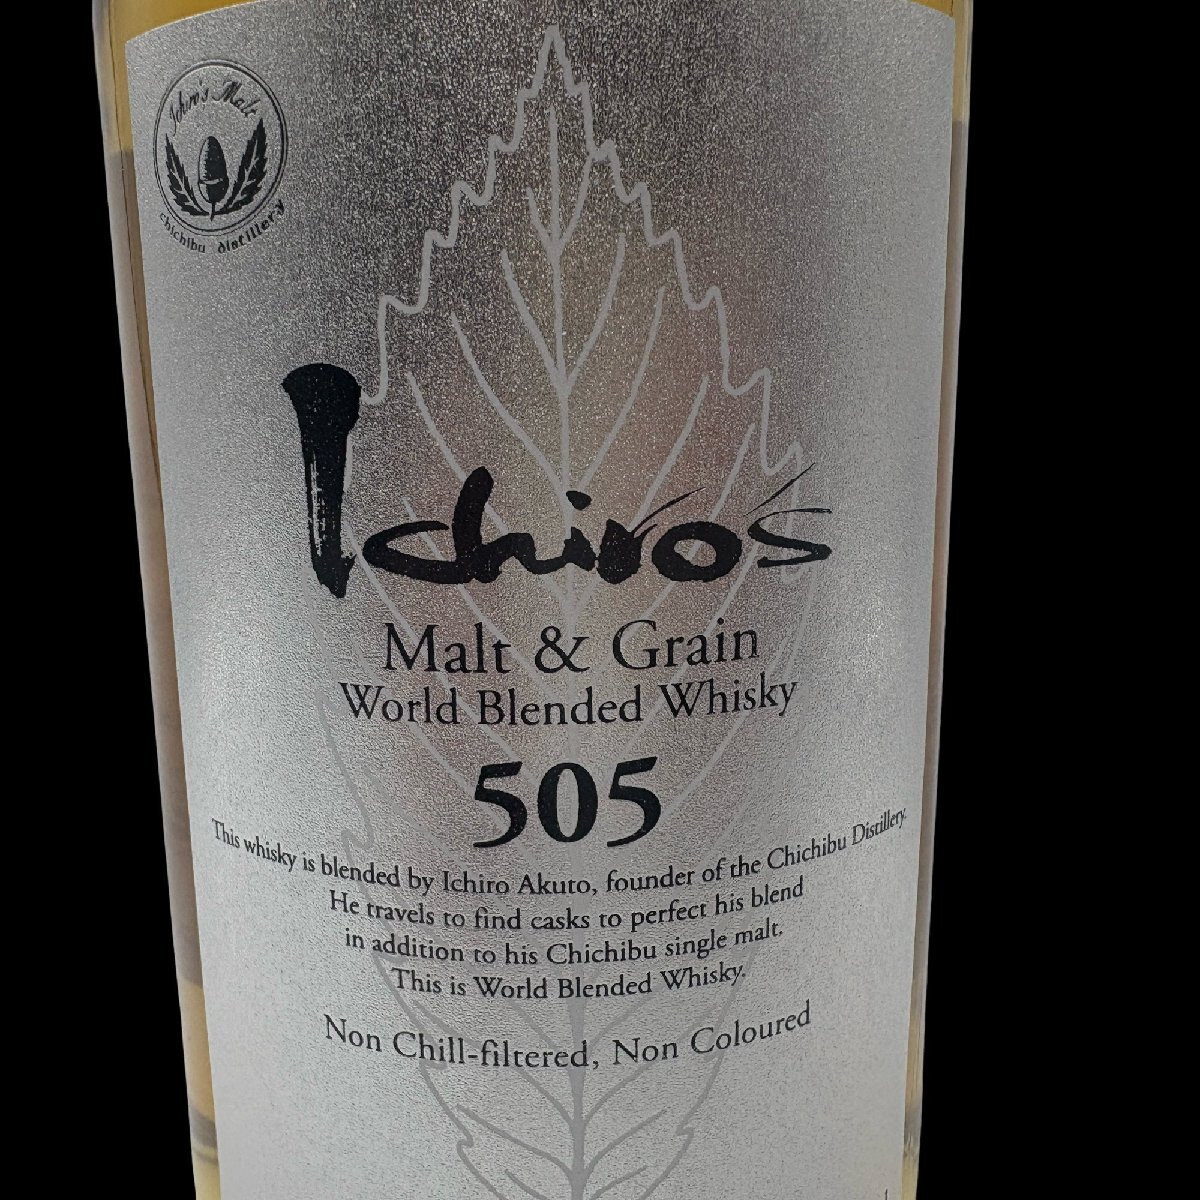 Ichiro's Malt
chichibu distillery
Ichiro's
Malt & Grain
World Blended Whisky
505
This whisky is blended by Ichiro Akuto, founder of the Chichibu Distillery.
He travels to find casks to perfect his blend
in addition to his Chichibu single malt.
This is World Blended Whisky.
Non Chill-filtered, Non Coloured